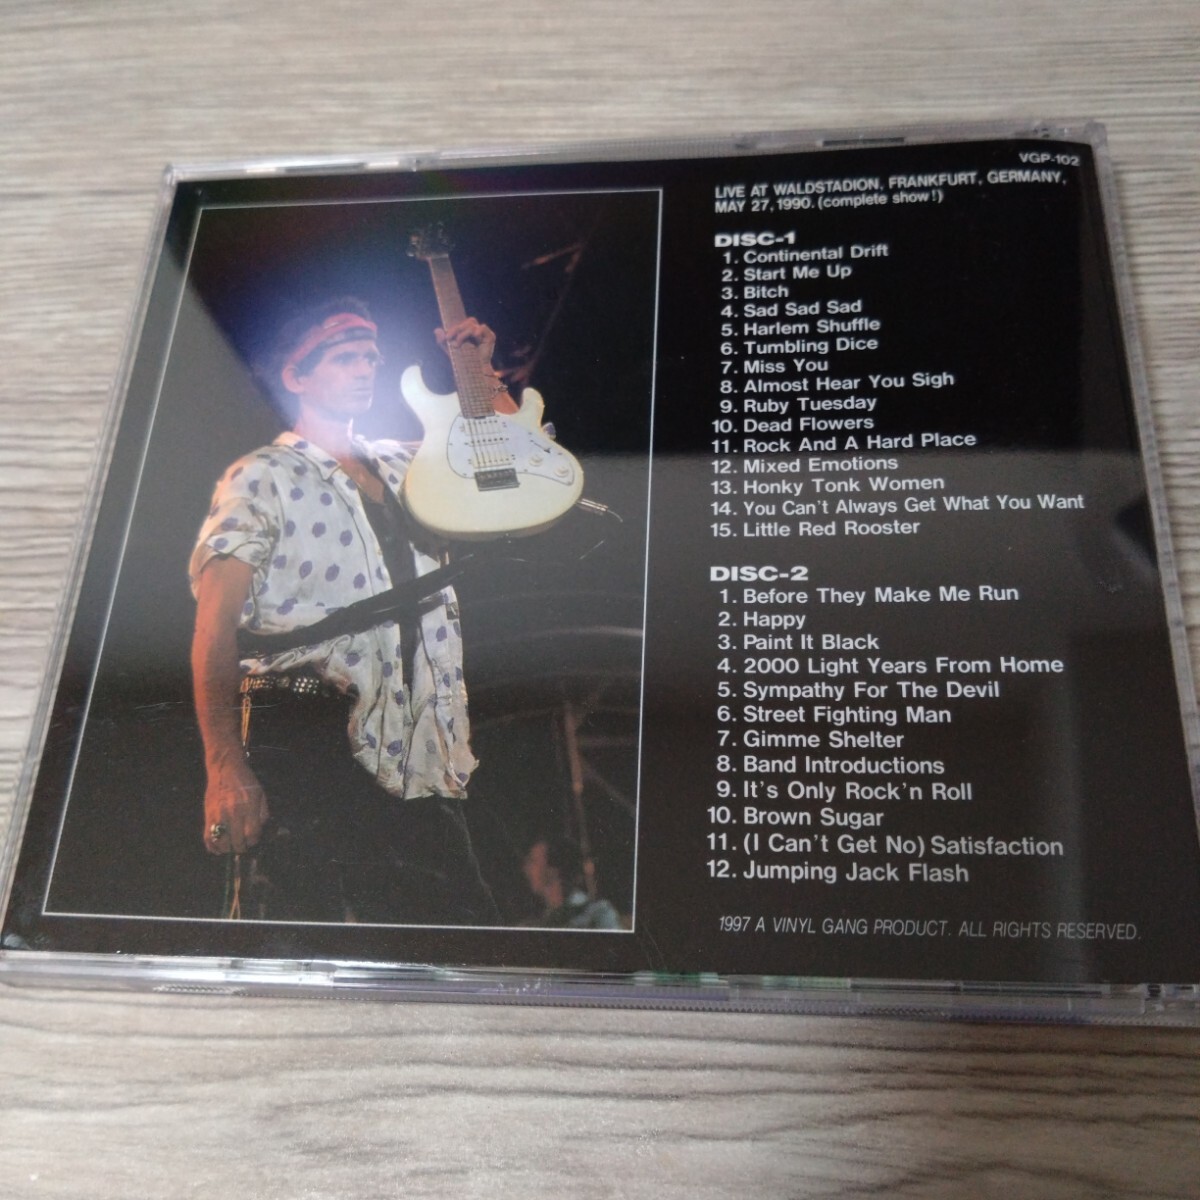 VGP-102
LIVE AT WALDSTADION, FRANKFURT, GERMANY,
MAY 27, 1990. (complete show!)
DISC-1
1. Continental Drift
2. Start Me Up
3. Bitch
4. Sad Sad Sad
5. Harlem Shuffle
6. Tumbling Dice
7. Miss You
8. Almost Hear You Sigh
9. Ruby Tuesday
10. Dead Flowers
11. Rock And A Hard Place
12. Mixed Emotions
13. Honky Tonk Women
14. You Can't Always Get What You Want
15. Little Red Rooster
DISC-2
1. Before They Make Me Run
2. Happy
3. Paint It Black
4. 2000 Light Years From Home
5. Sympathy For The Devil
6. Street Fighting Man
7. Gimme Shelter
8. Band Introductions
9. It's Only Rock'n Roll
10. Brown Sugar
11. (I Can't Get No) Satisfaction
12. Jumping Jack Flash
1997 A VINYL GANG PRODUCT. ALL RIGHTS RESERVED.